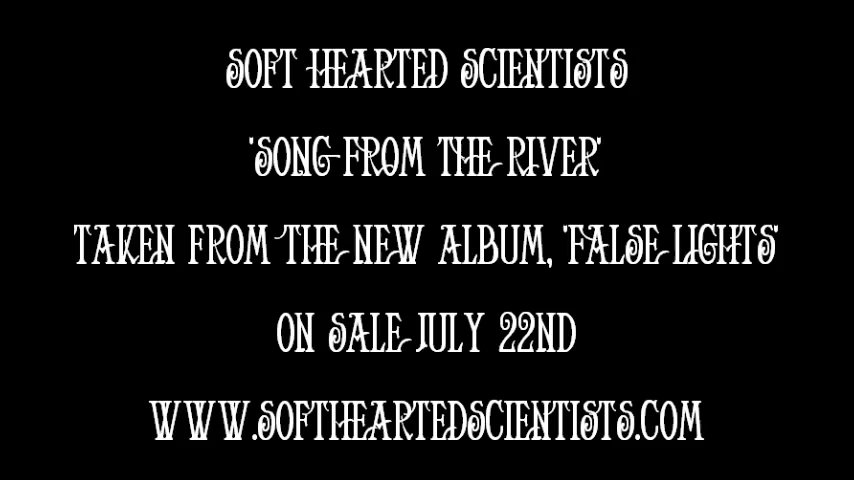 SOFT HEARTED SCIENTISTS
'SONG FROM THE RIVER'
TAKEN FROM THE NEW ALBUM, 'FALSE LIGHTS'
ON SALE JULY 22ND
WWW.SOFTHEARTEDSCIENTISTS.COM